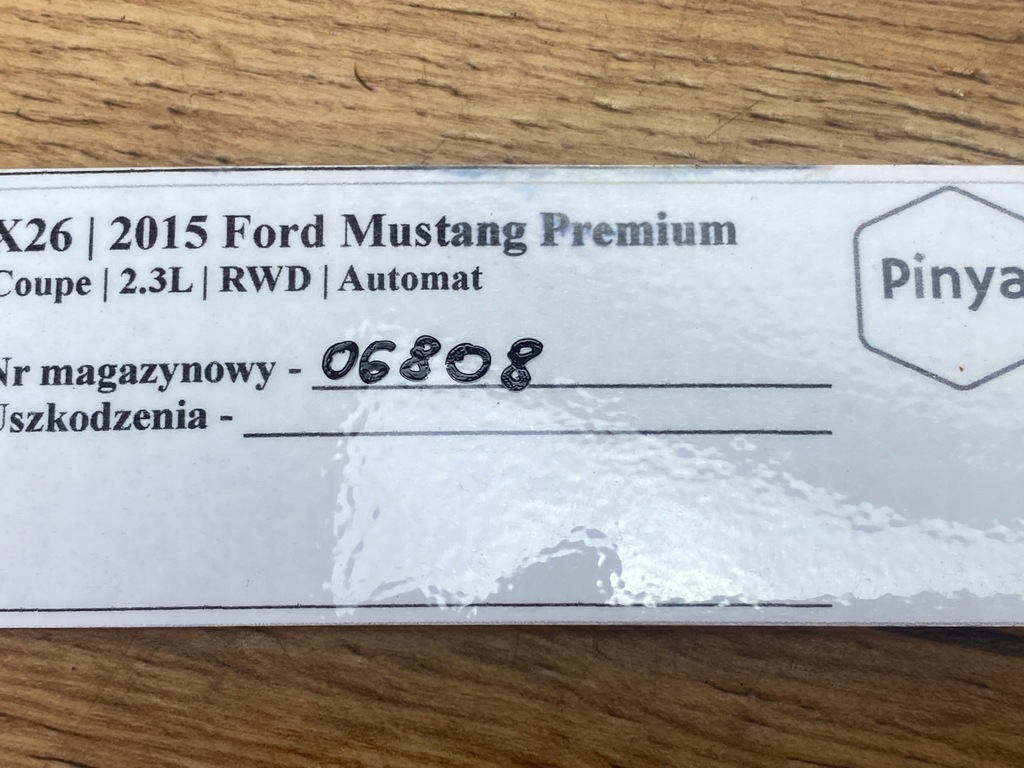 X26 | 2015 Ford Mustang Premium
Coupe | 2.3L | RWD | Automat
Nr magazynowy - 06808
Uszkodzenia -
Pinya